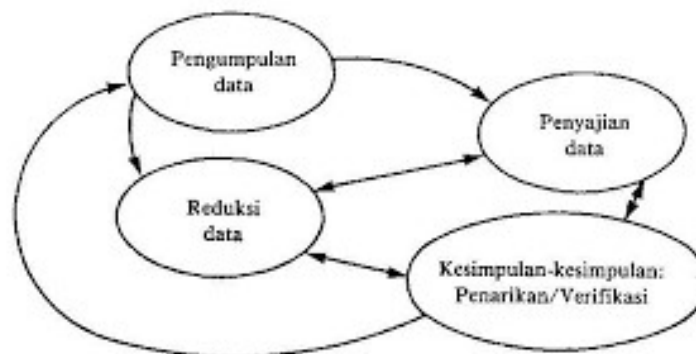 Pengumpulan
data
Penyajian
data
Reduksi
data
Kesimpulan-kesimpulan:
Penarikan/Verifikasi